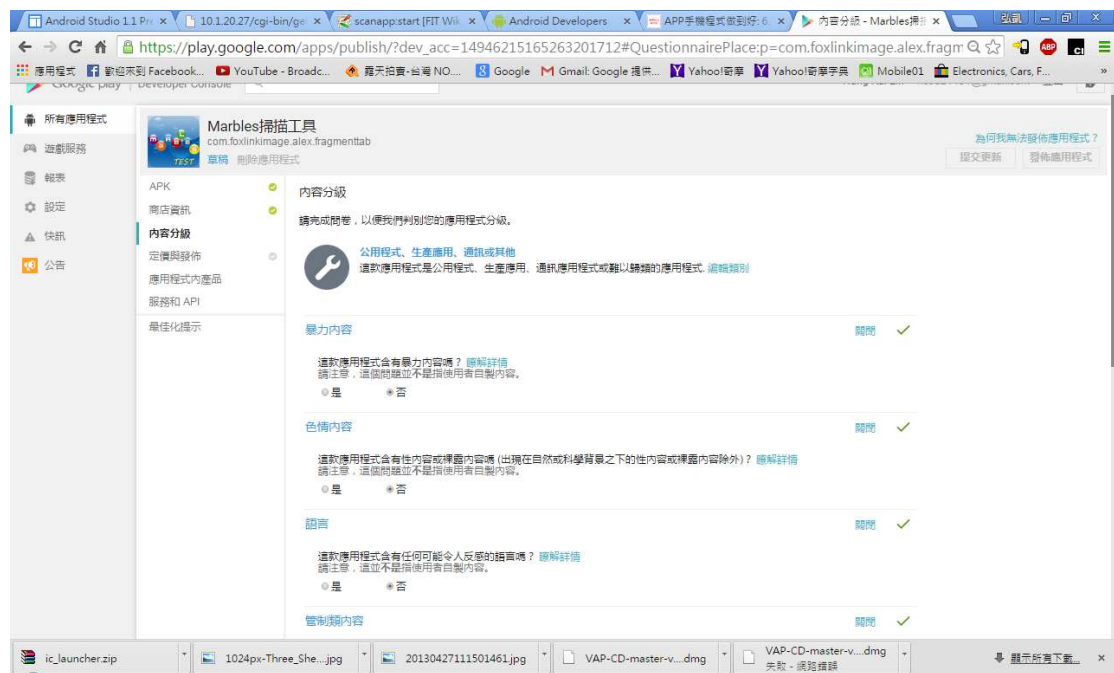 Android Studio 1.1 Pre
10.1.20.27/cgi-bin/ge
scanapp:start [FIT Wik
Android Developers
APP手機程式做到好: 6.
內容分級 - Marbles掃
https://play.google.com/apps/publish/?dev_acc=14946215165263201712#QuestionnairePlace:p=com.foxlinkimage.alex.fragm
應用程式
歡迎來到 Facebook...
YouTube - Broadc...
露天拍賣-台灣 NO....
Google
Gmail: Google 提供...
Yahoo!奇摩
Yahoo!奇摩字典
Mobile01
Electronics, Cars, F...
»
Google play
Developer Console
所有應用程式
遊戲服務
報表
設定
快訊
公告
TEST
Marbles掃描工具
com.foxlinkimage.alex.fragmenttab
草稿 刪除應用程式
為何我無法發佈應用程式？
提交更新 發佈應用程式
APK
商店資訊
內容分級
定價與發佈
應用程式內產品
服務和 API
最佳化提示
內容分級
請完成問卷，以便我們判別您的應用程式分級。
公用程式、生產應用、通訊或其他
這款應用程式是公用程式、生產應用、通訊應用程式或難以歸類的應用程式. 編輯類別
暴力內容 關閉
這款應用程式含有暴力內容嗎？ 瞭解詳情
請注意，這個問題並不是指使用者自製內容。
是 否
色情內容 關閉
這款應用程式含有性內容或裸露內容嗎 (出現在自然或科學背景之下的性內容或裸露內容除外)？ 瞭解詳情
請注意，這個問題並不是指使用者自製內容。
是 否
語言 關閉
這款應用程式含有任何可能令人反感的語言嗎？ 瞭解詳情
請注意，這並不是指使用者自製內容。
是 否
管制類內容 關閉
ic_launcher.zip
1024px-Three_She...jpg
20130427111501461.jpg
VAP-CD-master-v....dmg
VAP-CD-master-v....dmg
失敗 - 網路錯誤
顯示所有下載...